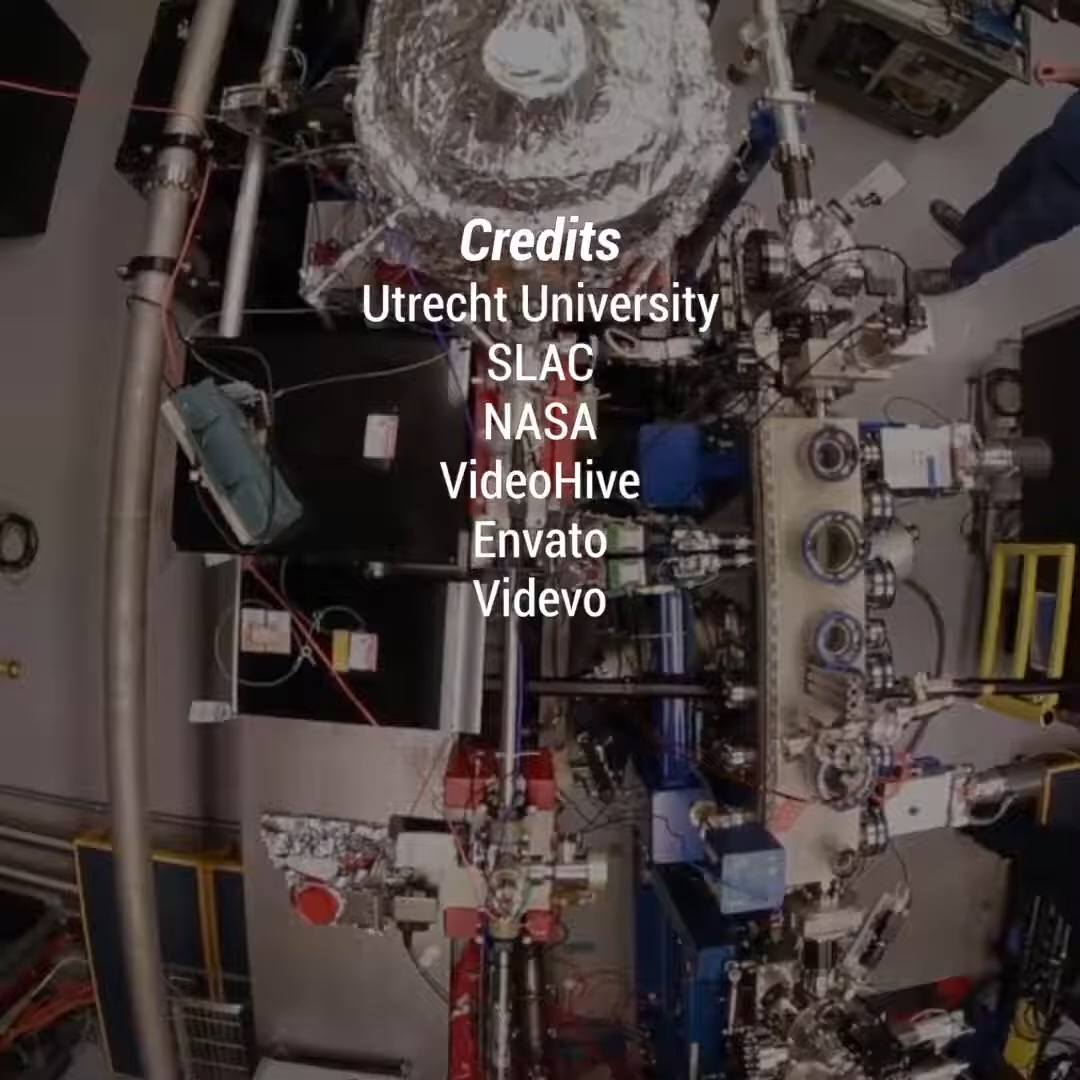 Credits
Utrecht University
SLAC
NASA
VideoHive
Envato
Videvo